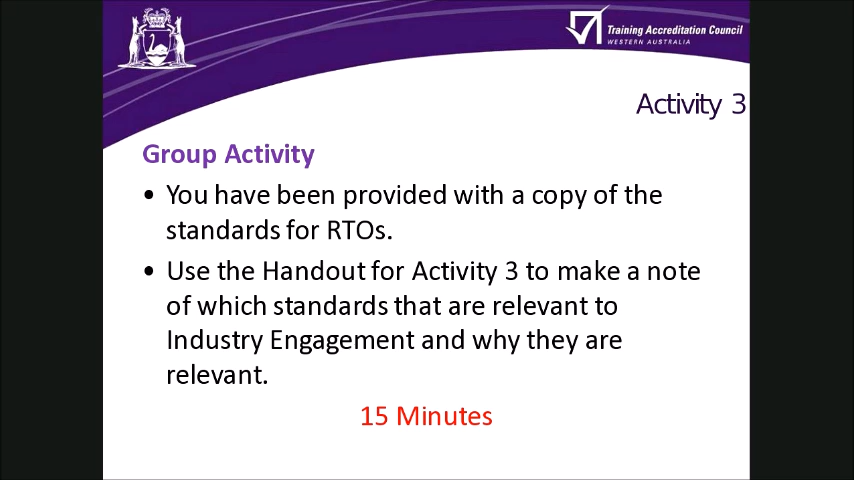 Training Accreditation Council
WESTERN AUSTRALIA
Activity 3
Group Activity
• You have been provided with a copy of the
standards for RTOs.
• Use the Handout for Activity 3 to make a note
of which standards that are relevant to
Industry Engagement and why they are
relevant.
15 Minutes